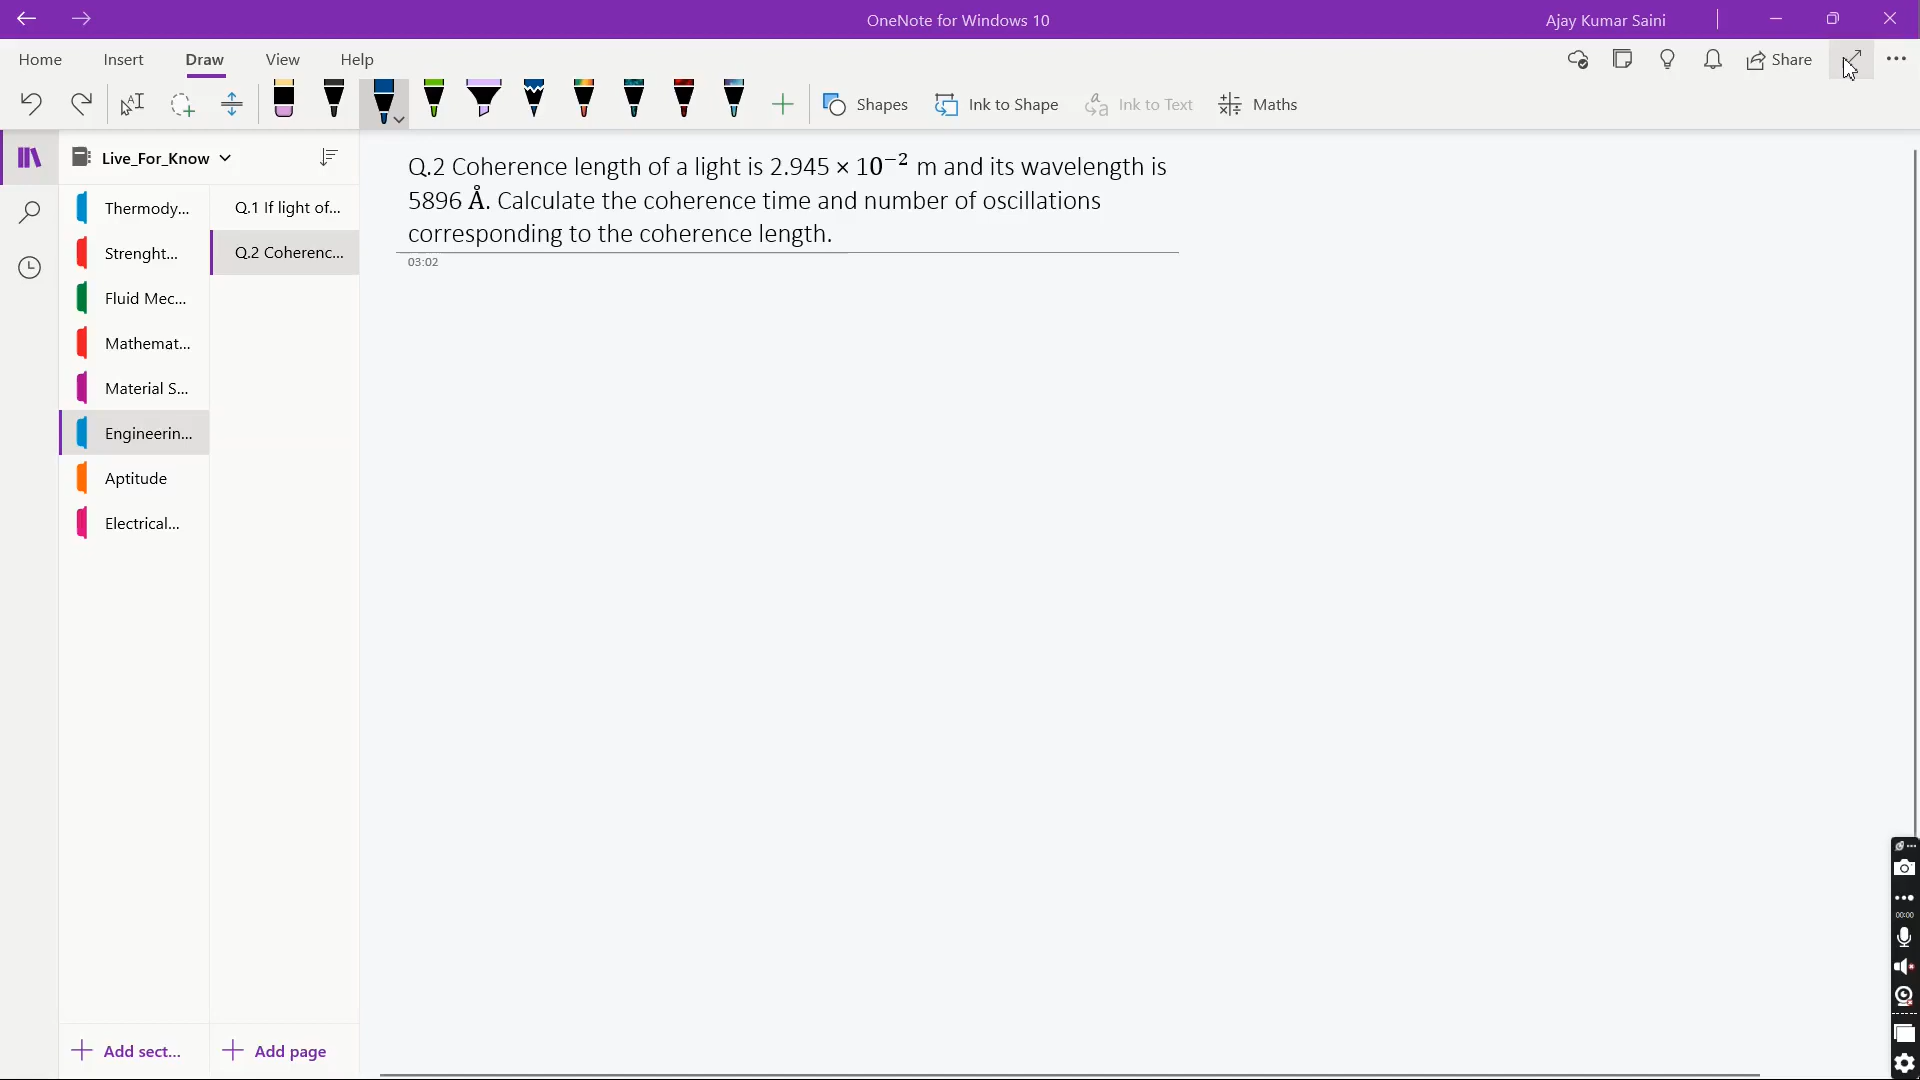 OneNote for Windows 10
Ajay Kumar Saini
Home
Insert
Draw
View
Help
Share
Shapes
Ink to Shape
Ink to Text
Maths
Live_For_Know
Thermody...
Strenght...
Fluid Mec...
Mathemat...
Material S...
Engineerin...
Aptitude
Electrical...
Q.1 If light of...
Q.2 Coherenc...
Q.2 Coherence length of a light is 2.945 × 10⁻² m and its wavelength is
5896 Å. Calculate the coherence time and number of oscillations
corresponding to the coherence length.
03:02
00:00
Add sect...
Add page